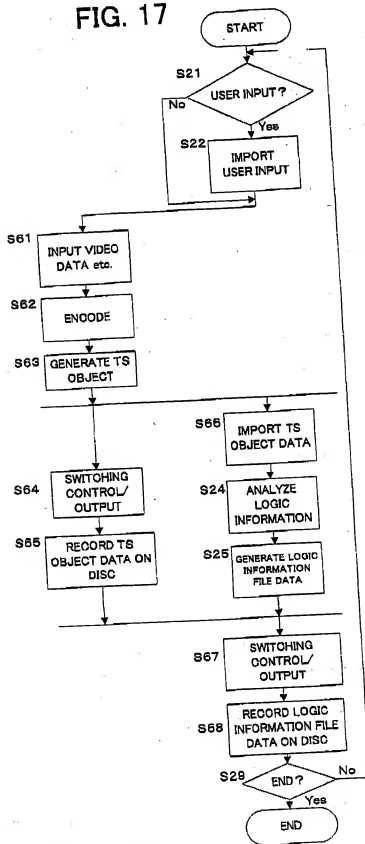 FIG. 17
START
S21
USER INPUT?
No
Yes
S22
IMPORT
USER INPUT
S61
INPUT VIDEO
DATA etc.
S62
ENCODE
S63
GENERATE TS
OBJECT
S66
IMPORT TS
OBJECT DATA
S64
SWITCHING
CONTROL/
OUTPUT
S24
ANALYZE
LOGIC
INFORMATION
S65
RECORD TS
OBJECT DATA ON
DISC
S25
GENERATE LOGIC
INFORMATION
FILE DATA
S67
SWITCHING
CONTROL/
OUTPUT
S68
RECORD LOGIC
INFORMATION FILE
DATA ON DISC
S29
END?
No
Yes
END